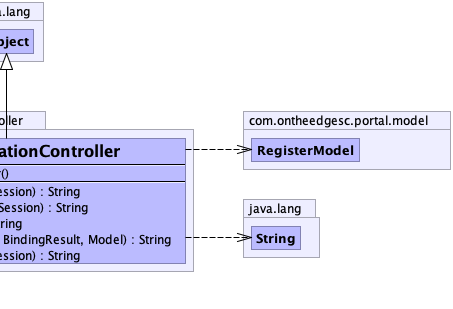 a.lang
bject
oller
com.ontheedgesc.portal.model
ationController
RegisterModel
r()
ession) : String
Session) : String
tring
BindingResult, Model) : String
ession) : String
java.lang
String